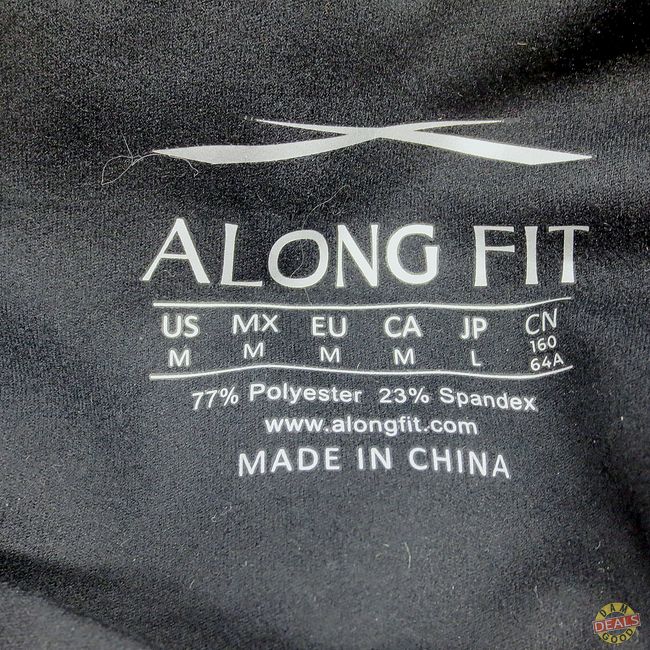 ALONG FIT
US MX EU CA JP CN
M M M M L 160
64A
77% Polyester 23% Spandex
www.alongfit.com
MADE IN CHINA
DAM
DEALS
GOOD